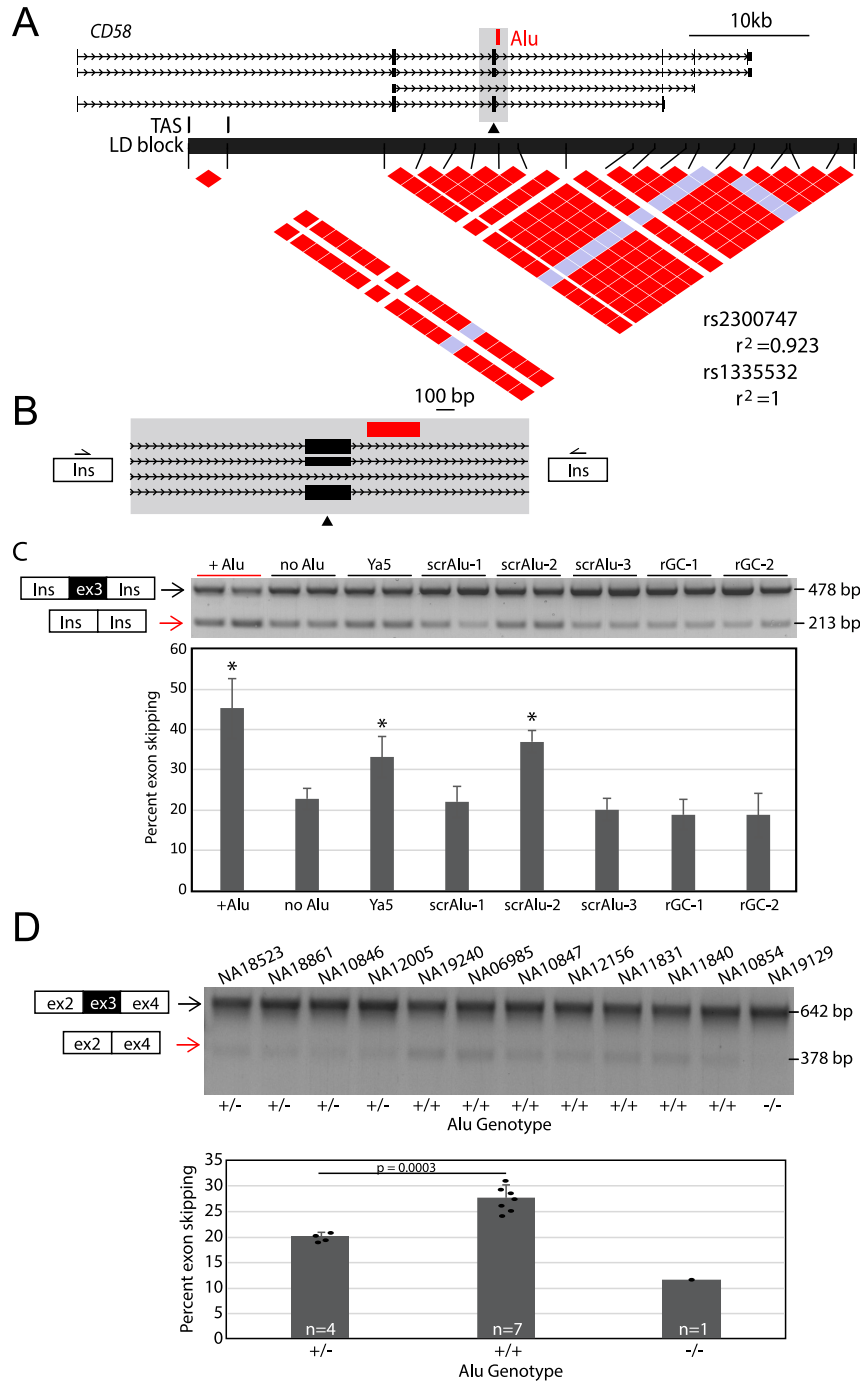 A
CD58
Alu
10kb
TAS
LD block
rs2300747
r² =0.923
rs1335532
r² =1
B
100 bp
Ins
Ins
C
+ Alu no Alu Ya5 scrAlu-1 scrAlu-2 scrAlu-3 rGC-1 rGC-2
Ins ex3 Ins
478 bp
Ins Ins
213 bp
Percent exon skipping
60
50
40
30
20
10
0
* * *
+Alu no Alu Ya5 scrAlu-1 scrAlu-2 scrAlu-3 rGC-1 rGC-2
D
NA18523 NA18861 NA10846 NA12005 NA19240 NA06985 NA10847 NA12156 NA11831 NA11840 NA10854 NA19129
ex2 ex3 ex4
642 bp
ex2 ex4
378 bp
+/- +/- +/- +/- +/+ +/+ +/+ +/+ +/+ +/+ +/+ -/-
Alu Genotype
Percent exon skipping
35
30
25
20
15
10
5
0
p = 0.0003
n=4 n=7 n=1
+/- +/+ -/-
Alu Genotype